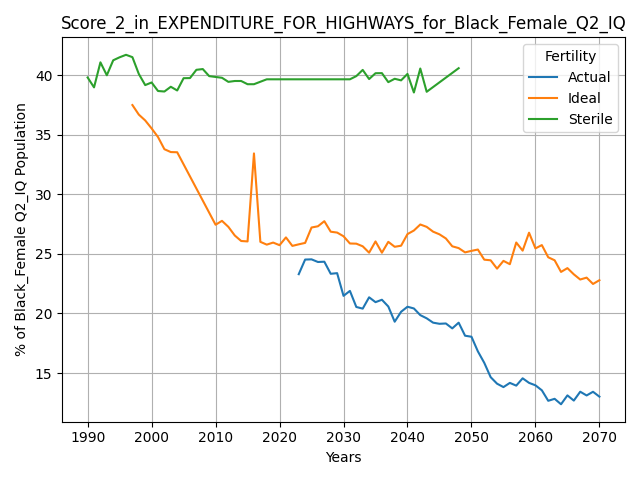 Score_2_in_EXPENDITURE_FOR_HIGHWAYS_for_Black_Female_Q2_IQ
Fertility
Actual
Ideal
Sterile
% of Black_Female Q2_IQ Population
40
35
30
25
20
15
1990 2000 2010 2020 2030 2040 2050 2060 2070
Years